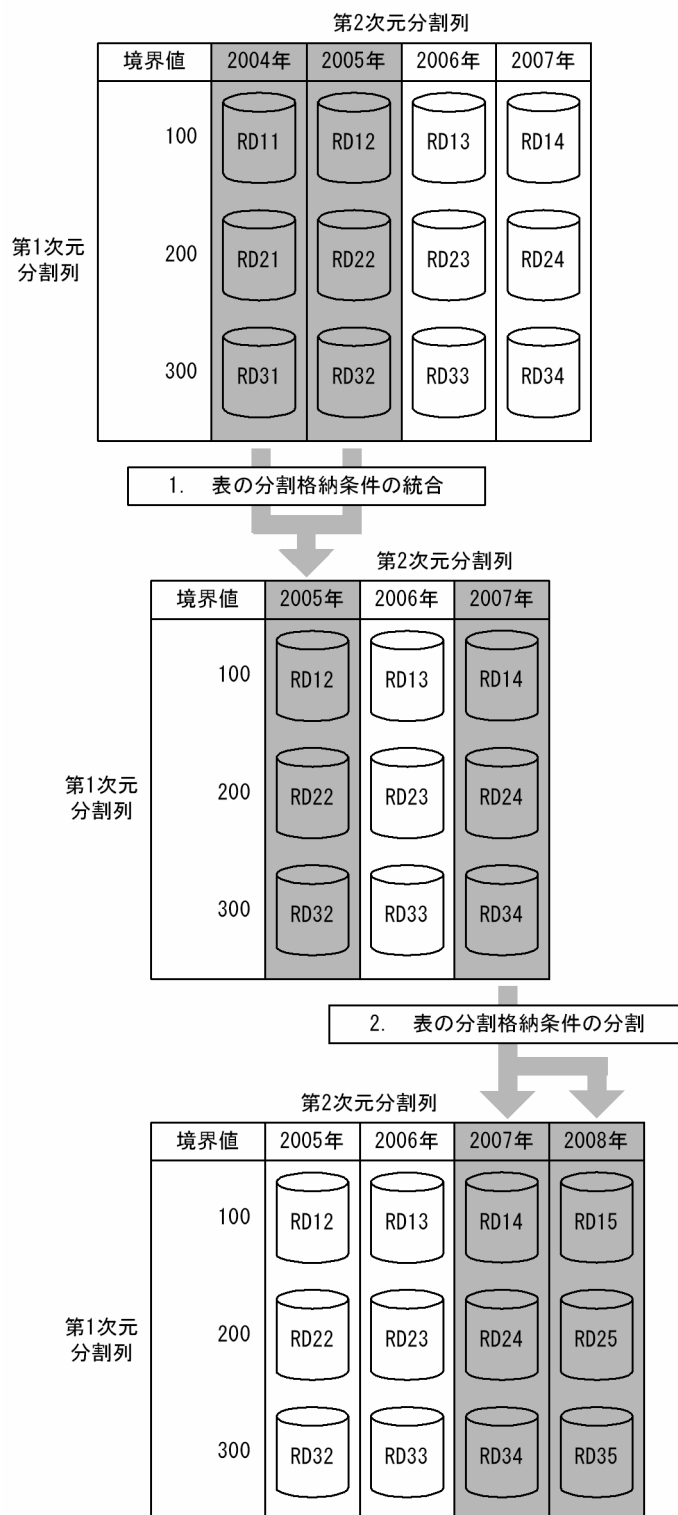 第2次元分割列
境界値 2004年 2005年 2006年 2007年
100 RD11 RD12 RD13 RD14
第1次元
分割列
200 RD21 RD22 RD23 RD24
300 RD31 RD32 RD33 RD34
1. 表の分割格納条件の統合
第2次元分割列
境界値 2005年 2006年 2007年
100 RD12 RD13 RD14
第1次元
分割列
200 RD22 RD23 RD24
300 RD32 RD33 RD34
2. 表の分割格納条件の分割
第2次元分割列
境界値 2005年 2006年 2007年 2008年
100 RD12 RD13 RD14 RD15
第1次元
分割列
200 RD22 RD23 RD24 RD25
300 RD32 RD33 RD34 RD35